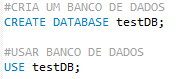 #CRIA UM BANCO DE DADOS
CREATE DATABASE testDB;
#USAR BANCO DE DADOS
USE testDB;